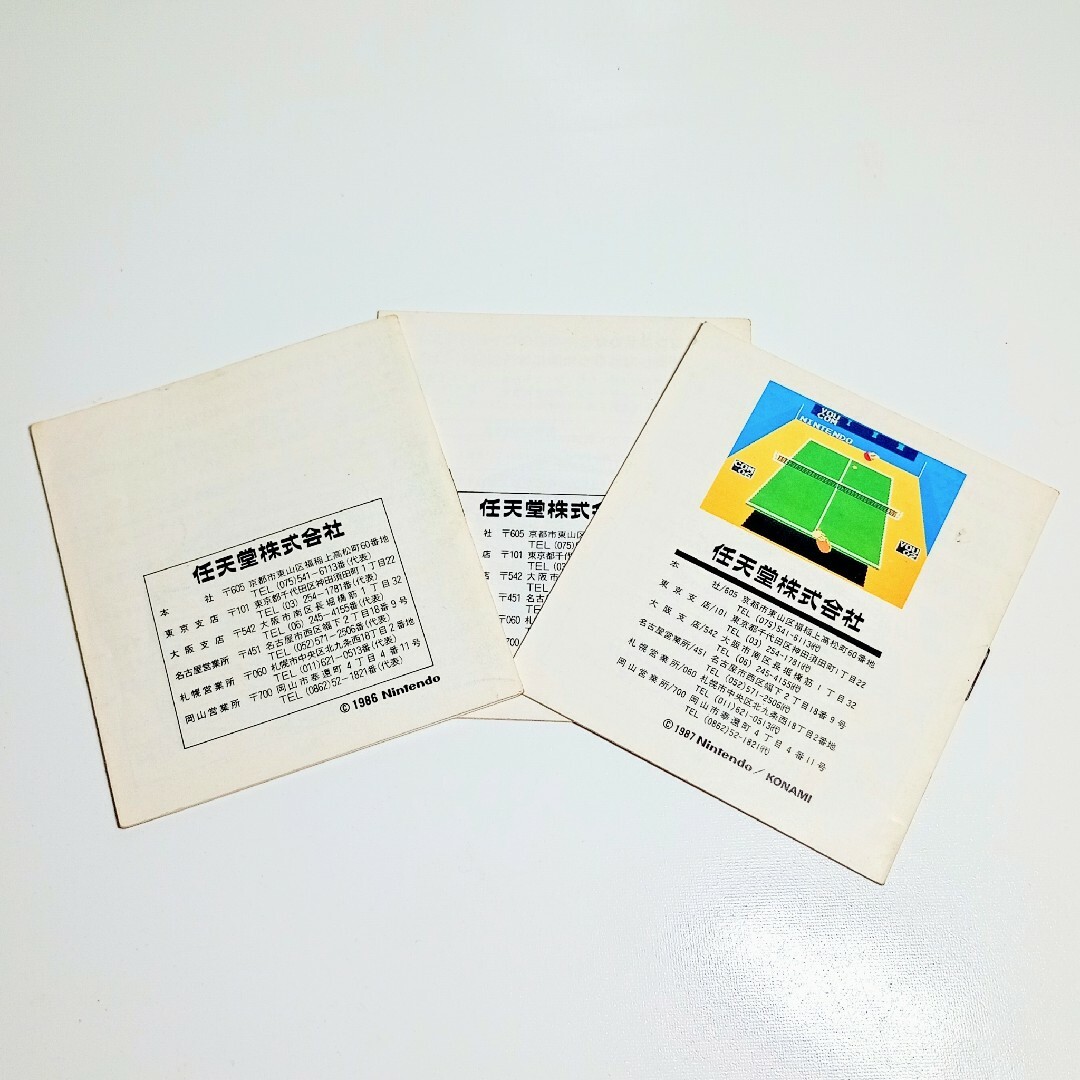 任天堂株式会社
本 社 〒605 京都市東山区福稲上高松町60番地
TEL (075)541-6113番(代表)
東京支店 〒101 東京都千代田区神田須田町1丁目22
TEL (03) 254-1781番(代表)
大阪支店 〒542 大阪市南区長堀橋筋1丁目32
TEL (06) 245-4155番(代表)
名古屋営業所 〒451 名古屋市西区幅下2丁目18番9号
TEL (052)571-2506番(代表)
札幌営業所 〒060 札幌市中央区北九条西18丁目2番地
TEL (011)621-0513番(代表)
岡山営業所 〒700 岡山市奉還町4丁目4番11号
TEL (0862)52-1821番(代表)
© 1986 Nintendo
任天堂株式
社 〒605 京都市東山区
TEL (075)
店 〒101 東京都千
TEL (03)
店 〒542 大阪市南
TEL (
〒451 名古
TEL
〒060 札
〒700
YOU
COM
NINTENDO
COM
YOU
任天堂株式会社
本 社/605 京都市東山区福稲上高松町60番地
TEL (075)541-6113㈹
東京支店/101 東京都千代田区神田須田町1丁目22
TEL (03) 254-1781㈹
大阪支店/542 大阪市南区長堀橋筋1丁目32
TEL (06) 245-4155㈹
名古屋営業所/451 名古屋市西区幅下2丁目18番9号
TEL (052)571-2506㈹
札幌営業所/060 札幌市中央区北九条西18丁目2番地
TEL (011)621-0513㈹
岡山営業所/700 岡山市奉還町4丁目4番11号
TEL (0862)52-1821㈹
© 1987 Nintendo / KONAMI